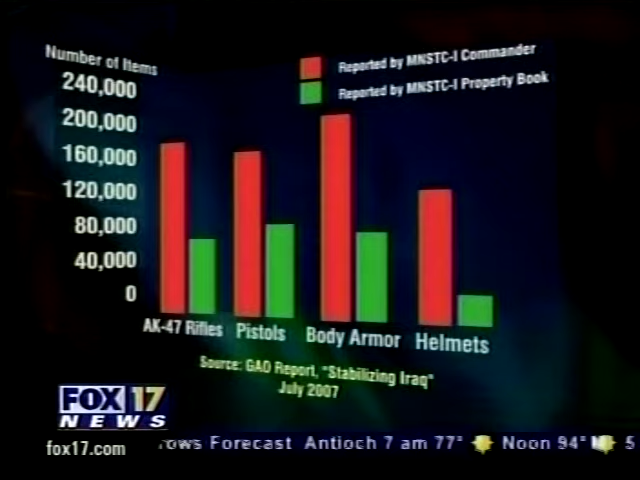 Number of Items
240,000
200,000
160,000
120,000
80,000
40,000
0
Reported by MNSTC-I Commander
Reported by MNSTC-I Property Book
AK-47 Rifles Pistols Body Armor Helmets
Source: GAO Report, "Stabilizing Iraq"
July 2007
FOX 17
NEWS
fox17.com
rows Forecast Antioch 7 am 77° Noon 94° 5